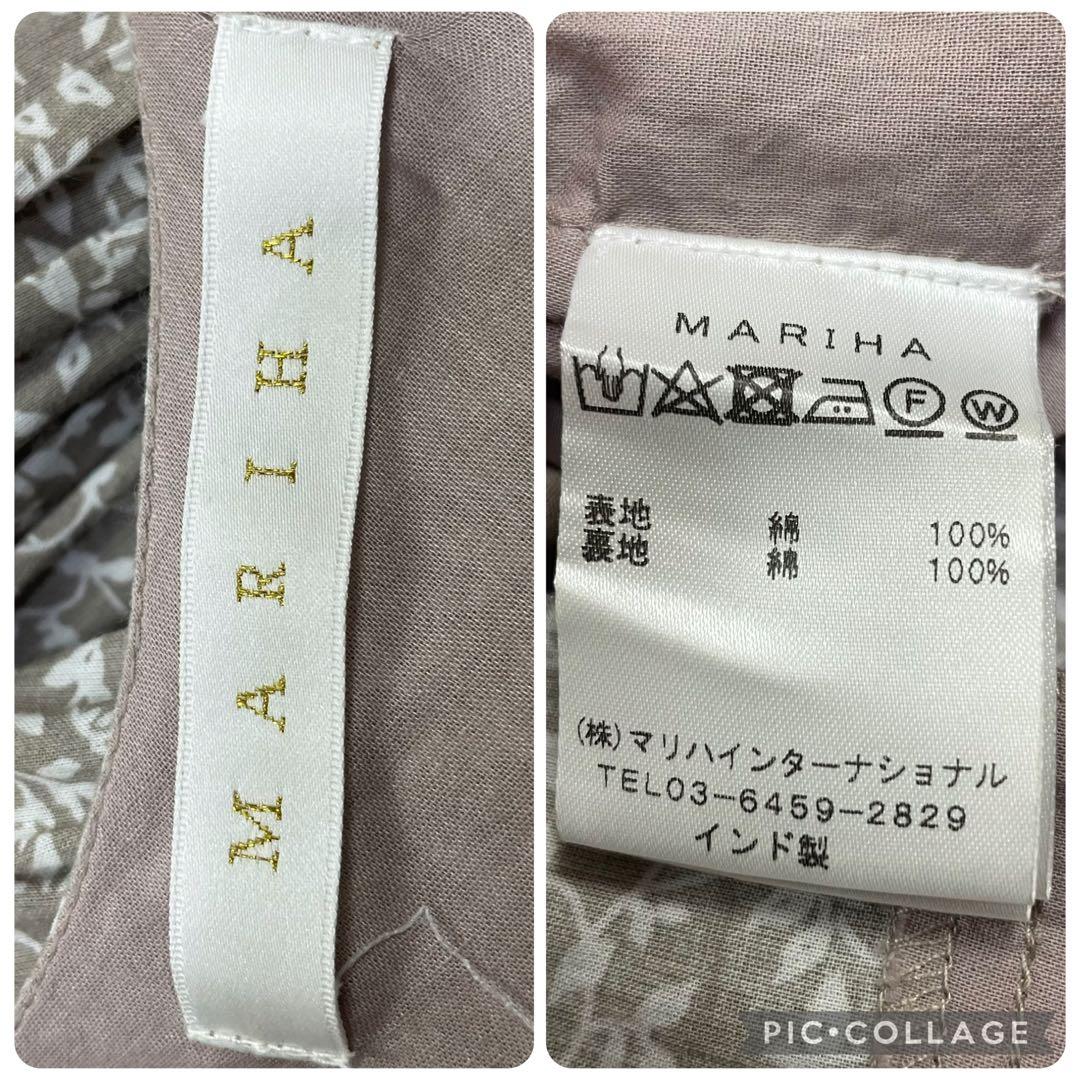 MARIHA
MARIHA
F W
表地 綿 100%
裏地 綿 100%
(株)マリハインターナショナル
TEL03-6459-2829
インド製
PIC•COLLAGE